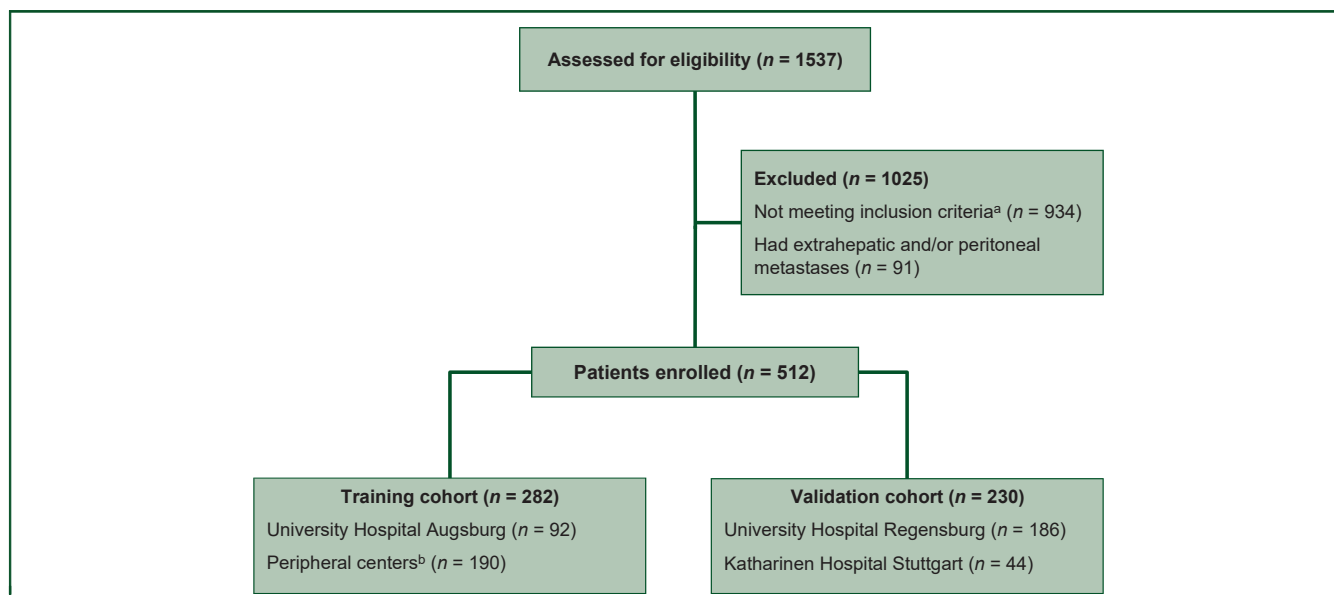 Assessed for eligibility (n = 1537)
Excluded (n = 1025)
Not meeting inclusion criteriaᵃ (n = 934)
Had extrahepatic and/or peritoneal
metastases (n = 91)
Patients enrolled (n = 512)
Training cohort (n = 282)
University Hospital Augsburg (n = 92)
Peripheral centersᵇ (n = 190)
Validation cohort (n = 230)
University Hospital Regensburg (n = 186)
Katharinen Hospital Stuttgart (n = 44)